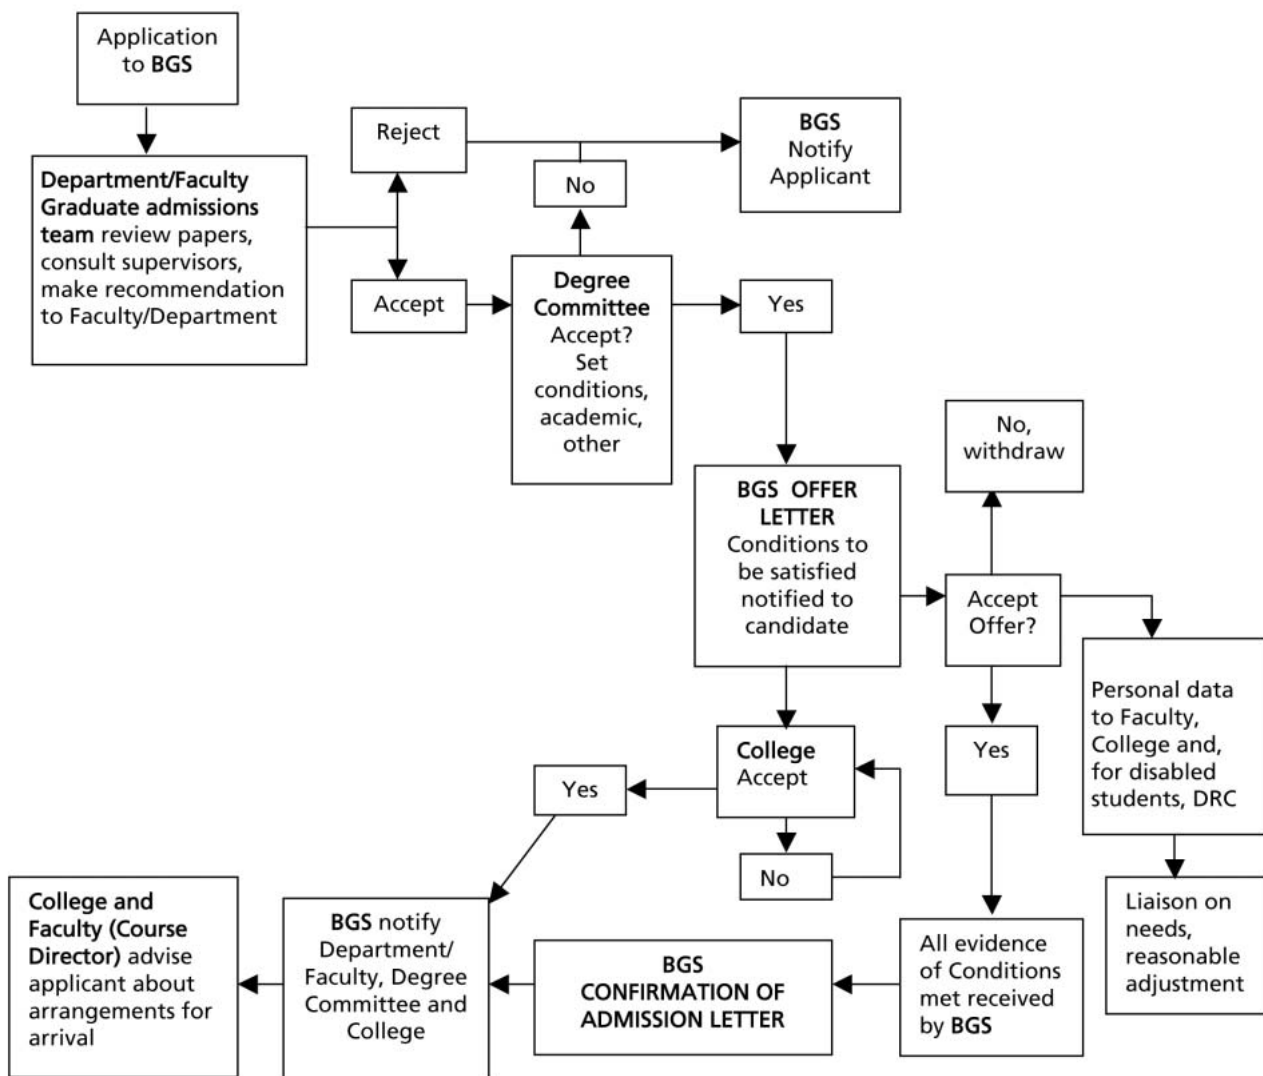 Application
to BGS
Department/Faculty
Graduate admissions
team review papers,
consult supervisors,
make recommendation
to Faculty/Department
Reject
Accept
No
BGS
Notify
Applicant
Degree
Committee
Accept?
Set
conditions,
academic,
other
Yes
BGS OFFER
LETTER
Conditions to
be satisfied
notified to
candidate
No,
withdraw
Accept
Offer?
Personal data
to Faculty,
College and,
for disabled
students, DRC
Yes
College
Accept
Yes
No
Liaison on
needs,
reasonable
adjustment
All evidence
of Conditions
met received
by BGS
BGS
CONFIRMATION OF
ADMISSION LETTER
BGS notify
Department/
Faculty, Degree
Committee and
College
College and
Faculty (Course
Director) advise
applicant about
arrangements for
arrival